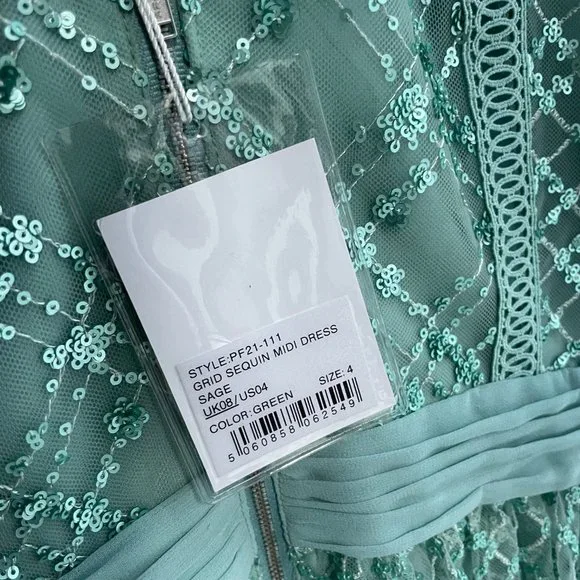 STYLE:PF21-111
GRID SEQUIN MIDI DRESS
SAGE
UK08/US04
COLOR:GREEN SIZE:4
5 060858 062549